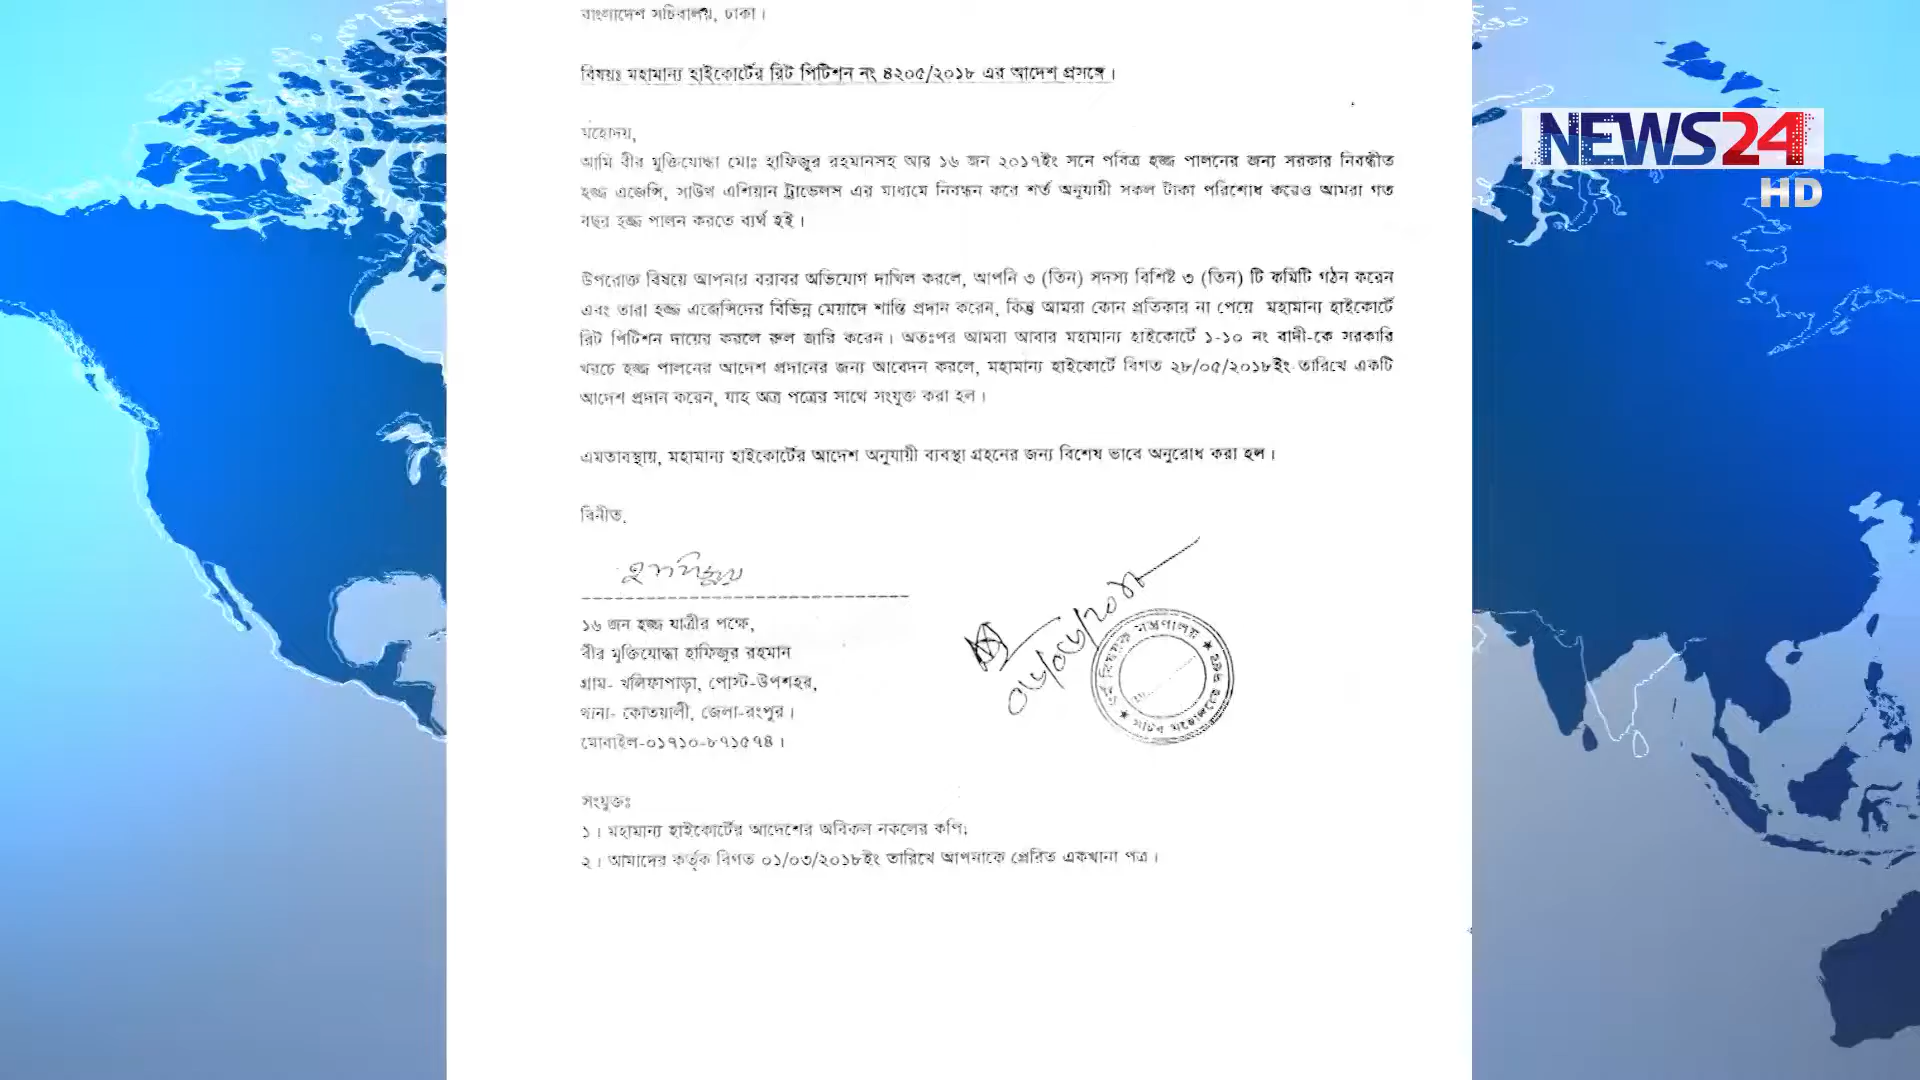 বাংলাদেশ সচিবালয়, ঢাকা।
বিষয়ঃ মহামান্য হাইকোর্টের রিট পিটিশন নং ৪২০৫/২০১৮ এর আদেশ প্রসঙ্গে।
NEWS24
HD
মহোদয়,
আমি বীর মুক্তিযোদ্ধা মোঃ হাফিজুর রহমানসহ আর ১৬ জন ২০১৭ইং সনে পবিত্র হজ্জ পালনের জন্য সরকার নিবন্ধীত
হজ্জ এজেন্সি, সাউথ এশিয়ান ট্রাভেলস এর মাধ্যমে নিবন্ধন করে শর্ত অনুযায়ী সকল টাকা পরিশোধ করেও আমরা গত
বছর হজ্জ পালন করতে ব্যর্থ হই।
উপরোক্ত বিষয়ে আপনার বরাবর অভিযোগ দাখিল করলে, আপনি ৩ (তিন) সদস্য বিশিষ্ট ৩ (তিন) টি কমিটি গঠন করেন
এবং তারা হজ্জ এজেন্সিদের বিভিন্ন মেয়াদে শাস্তি প্রদান করেন, কিন্তু আমরা কোন প্রতিকার না পেয়ে মহামান্য হাইকোর্টে
রিট পিটিশন দায়ের করলে রুল জারি করেন। অতঃপর আমরা আবার মহামান্য হাইকোর্টে ১-১০ নং বাদী-কে সরকারি
খরচে হজ্জ পালনের আদেশ প্রদানের জন্য আবেদন করলে, মহামান্য হাইকোর্টে বিগত ২৮/০৫/২০১৮ইং তারিখে একটি
আদেশ প্রদান করেন, যাহ অত্র পত্রের সাথে সংযুক্ত করা হল।
এমতাবস্থায়, মহামান্য হাইকোর্টের আদেশ অনুযায়ী ব্যবস্থা গ্রহনের জন্য বিশেষ ভাবে অনুরোধ করা হল।
বিনীত,
১৬ জন হজ্জ যাত্রীর পক্ষে,
বীর মুক্তিযোদ্ধা হাফিজুর রহমান
গ্রাম- খলিফাপাড়া, পোস্ট-উপশহর,
থানা- কোতয়ালী, জেলা-রংপুর।
মোবাইল-০১৭১০-৮৭১৫৭৪।
০৬/০৬/২০১৮
সংযুক্তঃ
১। মহামান্য হাইকোর্টের আদেশের অবিকল নকলের কপি;
২। আমাদের কর্তৃক বিগত ০১/০৩/২০১৮ইং তারিখে আপনাকে প্রেরিত একখানা পত্র।